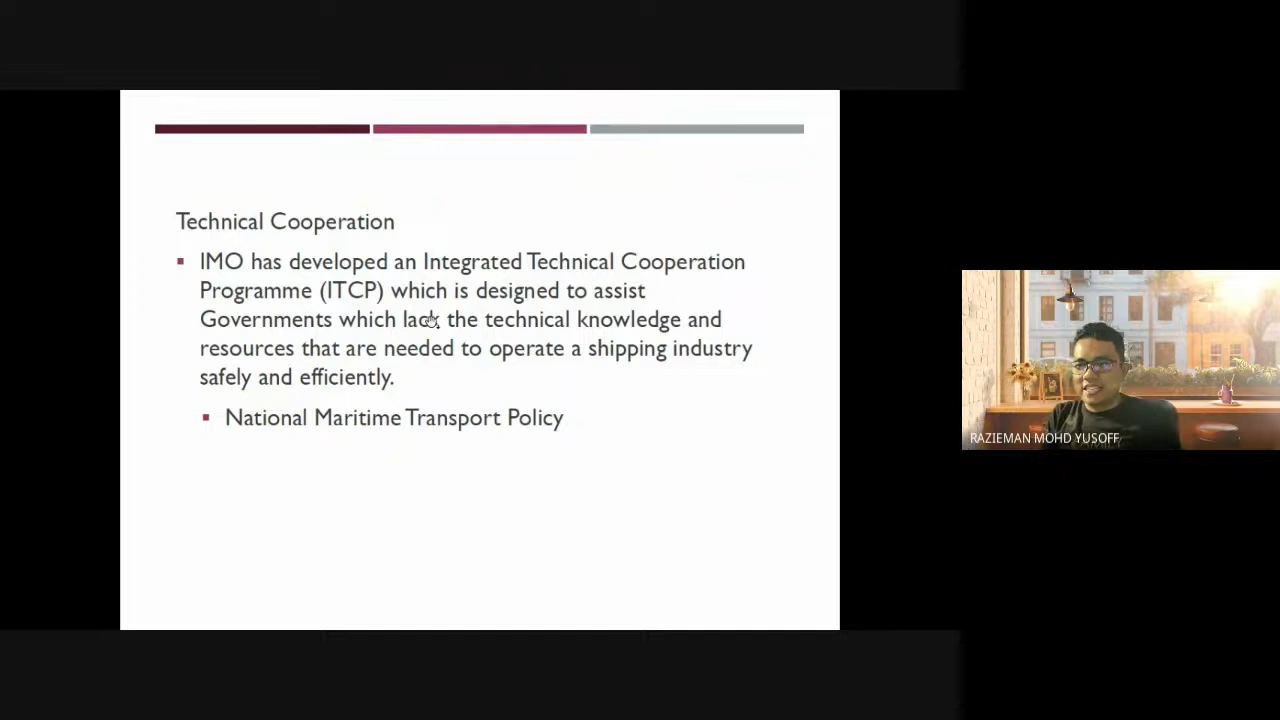 Technical Cooperation
IMO has developed an Integrated Technical Cooperation
Programme (ITCP) which is designed to assist
Governments which lack the technical knowledge and
resources that are needed to operate a shipping industry
safely and efficiently.
National Maritime Transport Policy
RAZIEMAN MOHD YUSOFF